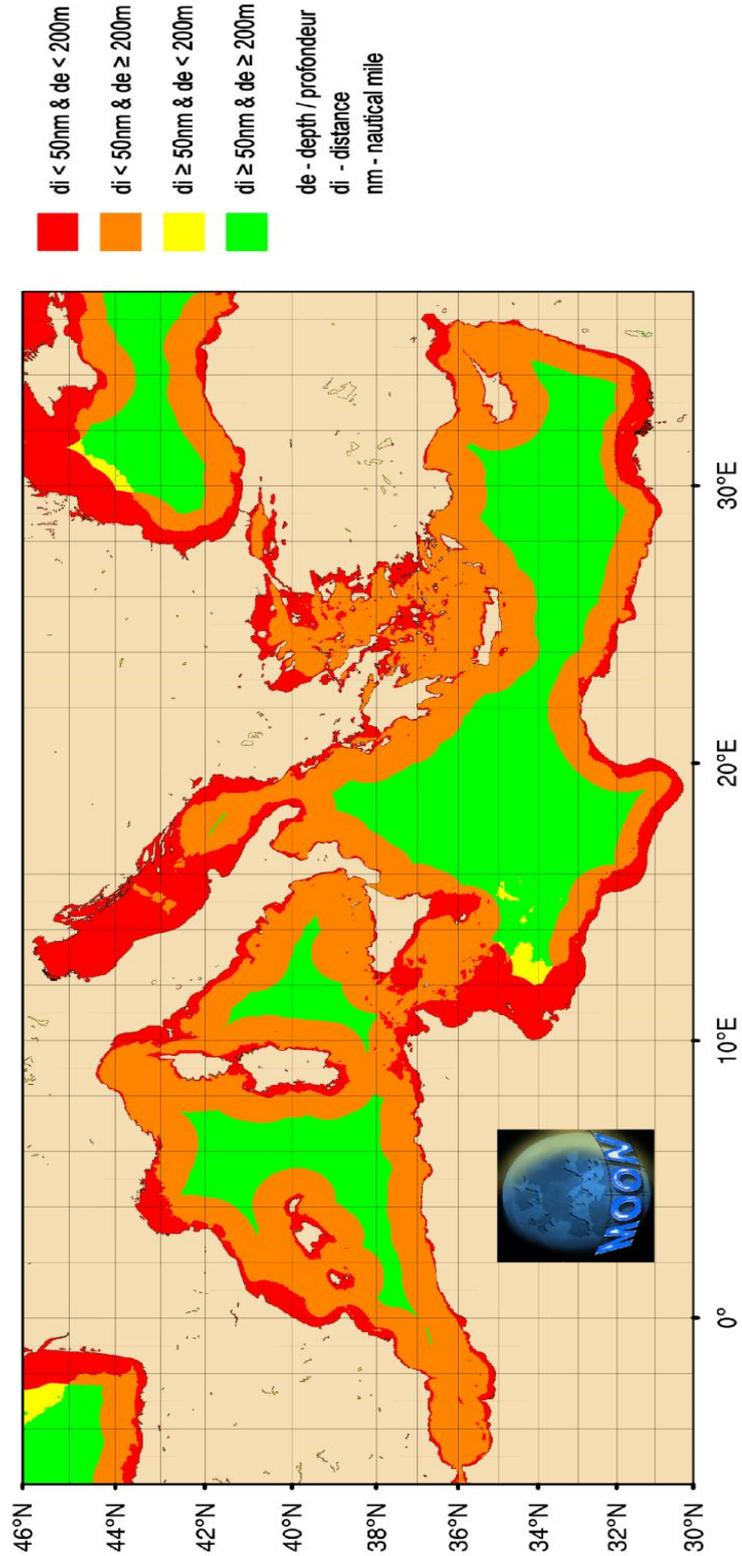 di < 50nm & de < 200m
di < 50nm & de ≥ 200m
di ≥ 50nm & de < 200m
di ≥ 50nm & de ≥ 200m
de - depth / profondeur
di - distance
nm - nautical mile
46°N
44°N
42°N
40°N
38°N
36°N
34°N
32°N
30°N
0°
10°E
20°E
30°E
MOON